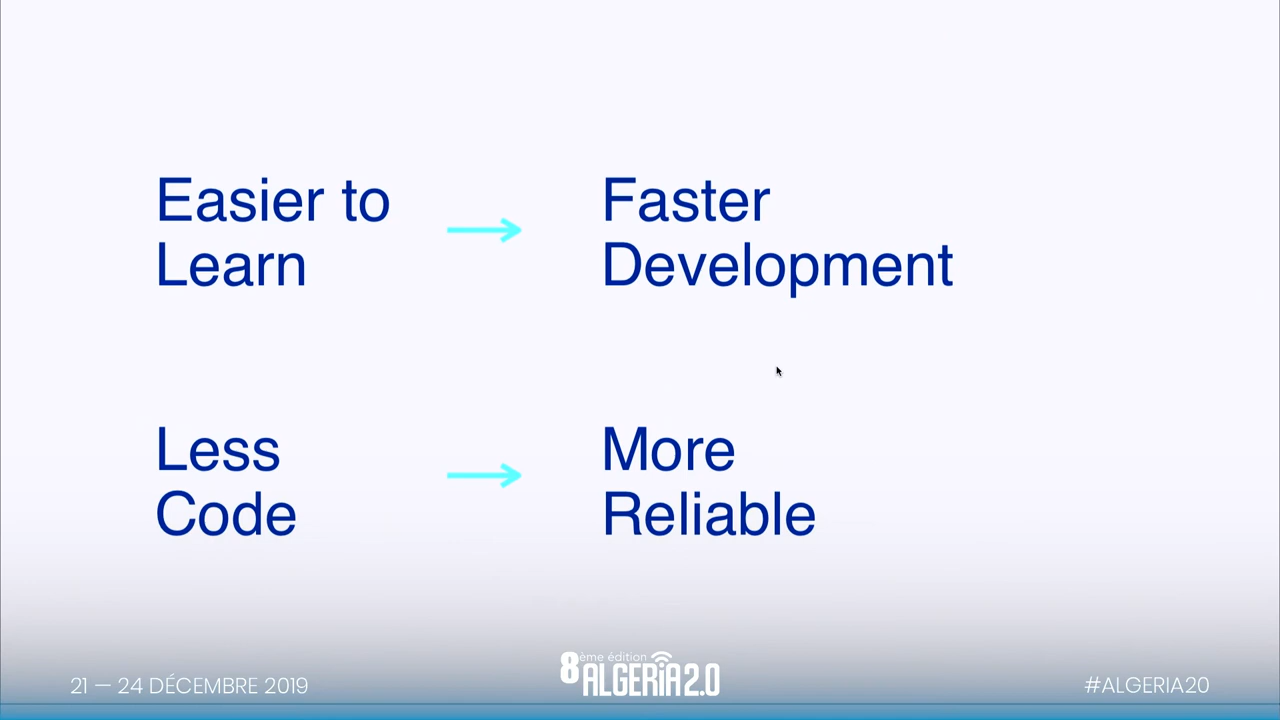 Easier to
Learn
Faster
Development
Less
Code
More
Reliable
21 — 24 DÉCEMBRE 2019
8ème édition
ALGERiA2.0
#ALGERIA20